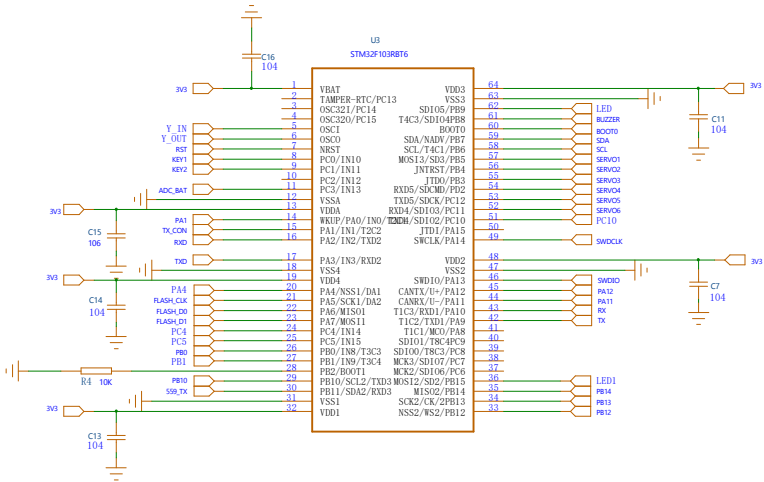 U3
STM32F103RBT6
C16
104
3V3 1 VBAT VDD3 64 3V3
2 TAMPER-RTC/PC13 VSS3 63
3 OSC32I/PC14 SDIO5/PB9 62 LED
4 OSC32O/PC15 T4C3/SDIO4PB8 61 BUZZER
C11
104
Y_IN 5 OSCI BOOT0 60 BOOT0
Y_OUT 6 OSCO SDA/NADV/PB7 59 SDA
RST 7 NRST SCL/T4C1/PB6 58 SCL
KEY1 8 PC0/IN10 MOSI3/SD3/PB5 57 SERVO1
KEY2 9 PC1/IN11 JNTRST/PB4 56 SERVO2
10 PC2/IN12 JTDO/PB3 55 SERVO3
ADC_BAT 11 PC3/IN13 RXD5/SDCMD/PD2 54 SERVO4
12 VSSA TXD5/SDCK/PC12 53 SERVO5
3V3 13 VDDA RXD4/SDIO3/PC11 52 SERVO6
PA1 14 WKUP/PA0/IN0/ TXD4/SDIO2/PC10 51 PC10
C15
106
TX_CON 15 PA1/IN1/T2C2 JTDI/PA15 50
RXD 16 PA2/IN2/TXD2 SWCLK/PA14 49 SWDCLK
TXD 17 PA3/IN3/RXD2 VDD2 48 3V3
18 VSS4 VSS2 47
3V3 19 VDD4 SWDIO/PA13 46 SWDIO
C7
104
PA4 20 PA4/NSS1/DA1 CANTX/U+/PA12 45 PA12
FLASH_CLK 21 PA5/SCK1/DA2 CANRX/U-/PA11 44 PA11
C14
104
FLASH_D0 22 PA6/MISO1 T1C3/RXD1/PA10 43 RX
FLASH_D1 23 PA7/MOSI1 T1C2/TXD1/PA9 42 TX
PC4 24 PC4/IN14 T1C1/MCO/PA8 41
PC5 25 PC5/IN15 SDIO1/T8C4PC9 40
PB0 26 PB0/IN8/T3C3 SDIO0/T8C3/PC8 39
PB1 27 PB1/IN9/T3C4 MCK3/SDIO7/PC7 38
28 PB2/BOOT1 MCK2/SDIO6/PC6 37
R4 10K
PB10 29 PB10/SCL2/TXD3 MOSI2/SD2/PB15 36 LED1
S59_TX 30 PB11/SDA2/RXD3 MISO2/PB14 35 PB14
31 VSS1 SCK2/CK/2PB13 34 PB13
3V3 32 VDD1 NSS2/WS2/PB12 33 PB12
C13
104